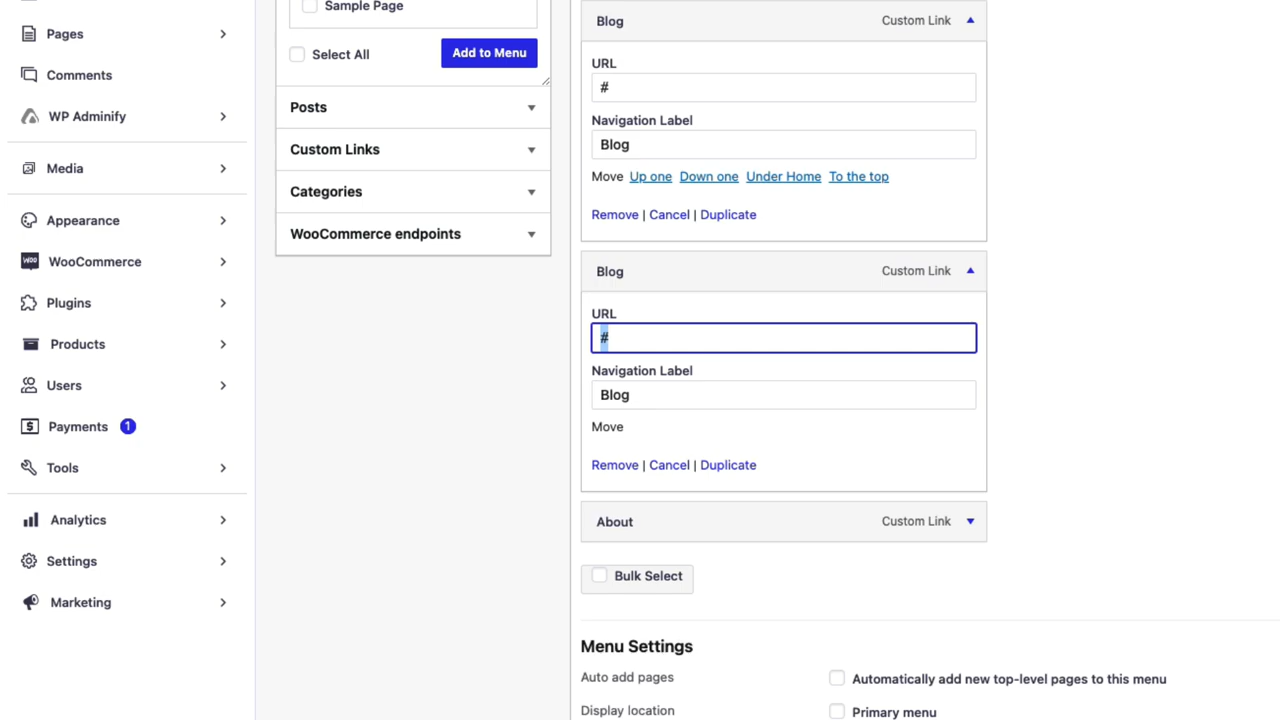 Pages
Comments
WP Adminify
Media
Appearance
WOO WooCommerce
Plugins
Products
Users
Payments 1
Tools
Analytics
Settings
Marketing
Sample Page
Select All Add to Menu
Posts
Custom Links
Categories
WooCommerce endpoints
Blog Custom Link
URL
#
Navigation Label
Blog
Move Up one Down one Under Home To the top
Remove | Cancel | Duplicate
Blog Custom Link
URL
#
Navigation Label
Blog
Move
Remove | Cancel | Duplicate
About Custom Link
Bulk Select
Menu Settings
Auto add pages Automatically add new top-level pages to this menu
Display location Primary menu